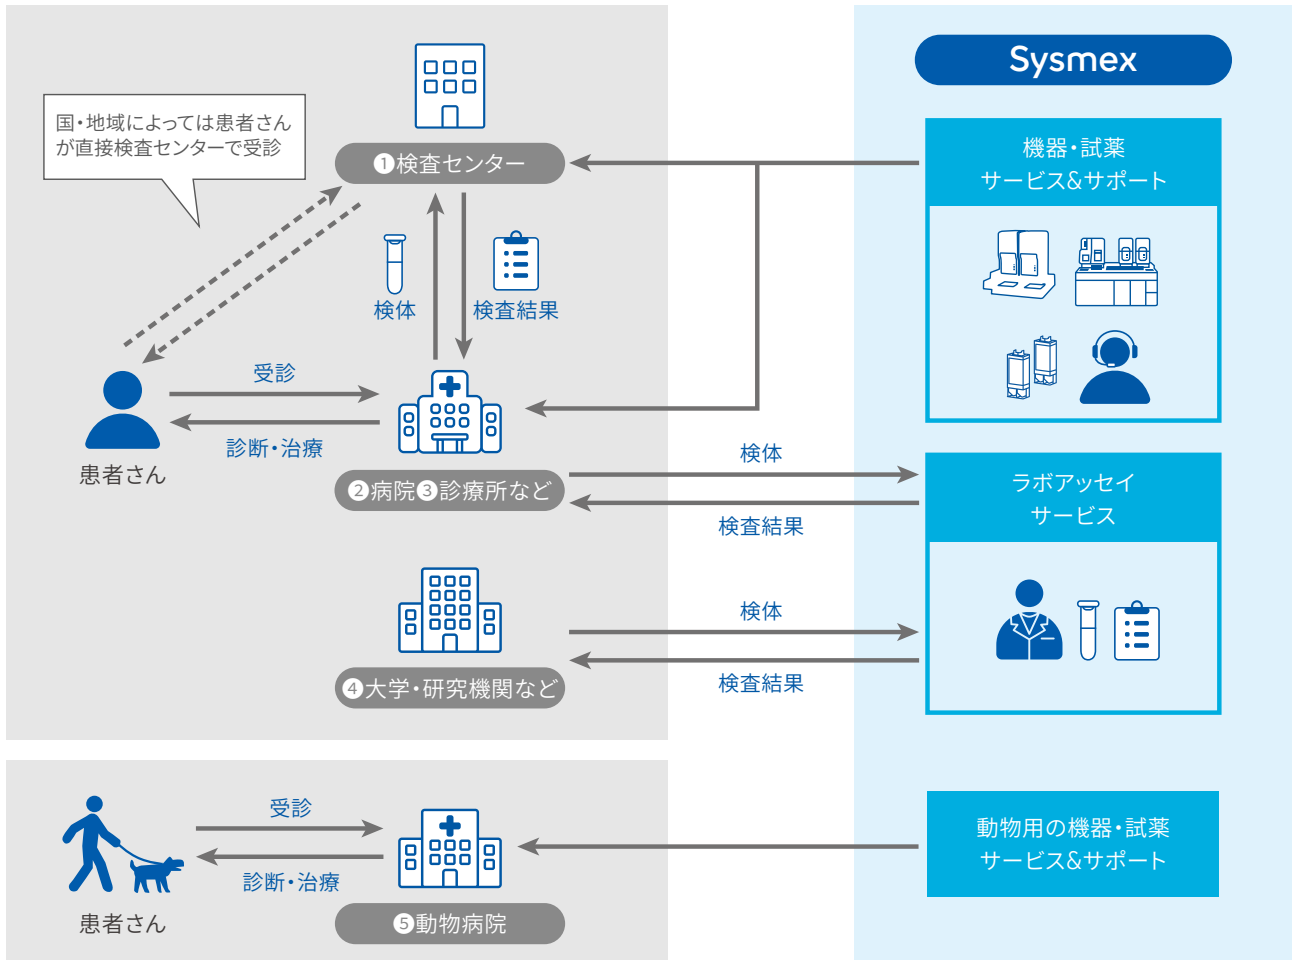 Sysmex
国・地域によっては患者さん
が直接検査センターで受診
❶検査センター
機器・試薬
サービス&サポート
検体
検査結果
受診
診断・治療
患者さん
❷病院❸診療所など
検体
検査結果
ラボアッセイ
サービス
検体
検査結果
❹大学・研究機関など
受診
診断・治療
患者さん
❺動物病院
動物用の機器・試薬
サービス&サポート